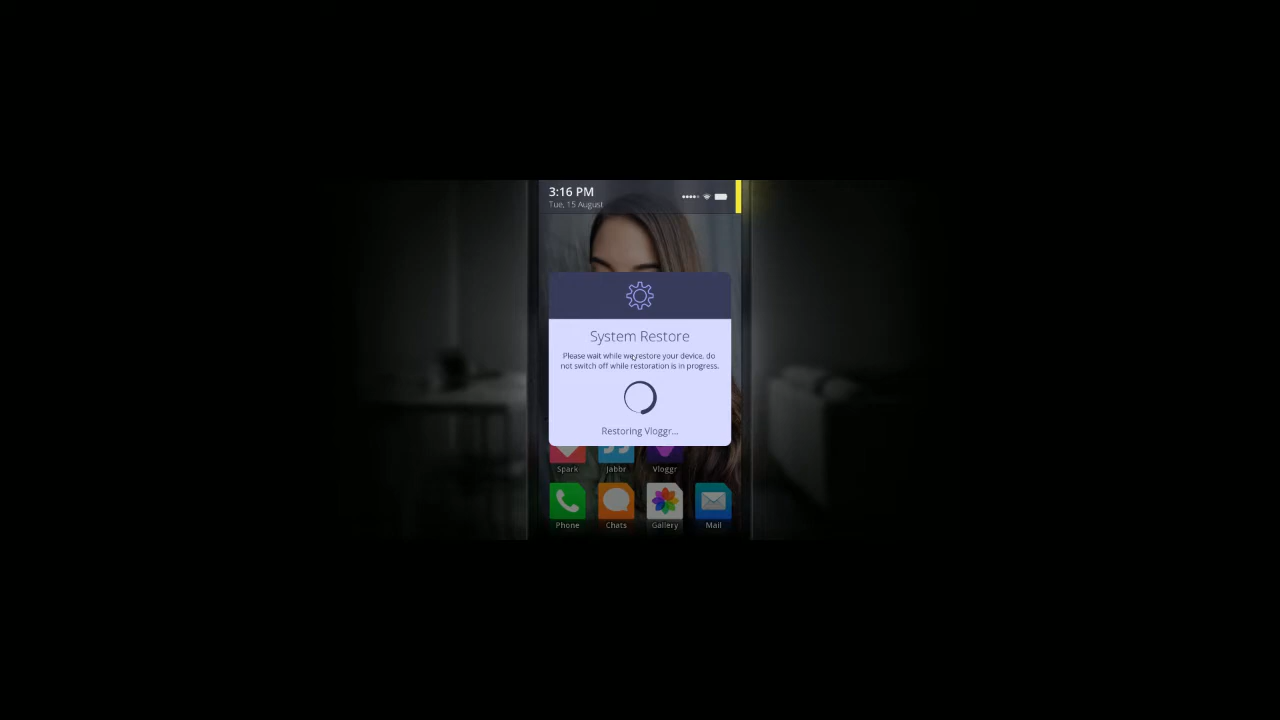 3:16 PM
Tue, 15 August
System Restore
Please wait while we restore your device, do
not switch off while restoration is in progress.
Restoring Vloggr...
Spark Jabbr Vloggr
Phone Chats Gallery Mail